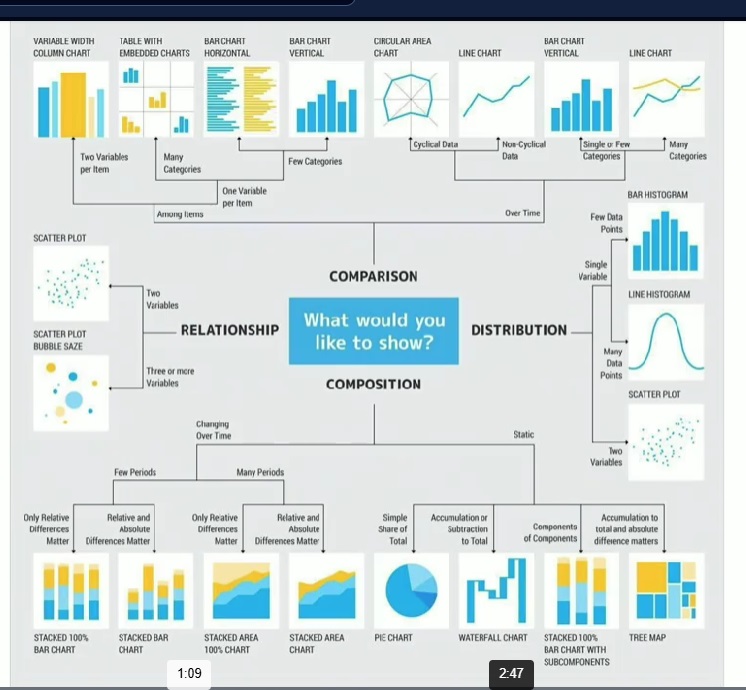 VARIABLE WIDTH
COLUMN CHART
TABLE WITH
EMBEDDED CHARTS
BAR CHART
HORIZONTAL
BAR CHART
VERTICAL
CIRCULAR AREA
CHART
LINE CHART
BAR CHART
VERTICAL
LINE CHART
Two Variables
per Item
Many
Categories
Few Categories
Cyclical Data
Non-Cyclical
Data
Single or Few
Categories
Many
Categories
One Variable
per Item
Among Items
Over Time
BAR HISTOGRAM
Few Data
Points
SCATTER PLOT
Single
Variable
COMPARISON
Two
Variables
LINE HISTOGRAM
RELATIONSHIP
What would you
like to show?
DISTRIBUTION
SCATTER PLOT
BUBBLE SAZE
Many
Data
Points
Three or more
Variables
COMPOSITION
SCATTER PLOT
Changing
Over Time
Static
Two
Variables
Few Periods
Many Periods
Only Relative
Differences
Matter
Relative and
Absolute
Differences Matter
Only Reative
Differences
Natter
Relative and
Absolute
Differences Matte
Simple
Share of
Total
Accumulation or
Subtraction
to Total
Components
of Components
Accumulation to
total and absolute
difference matters
STACKED 100%
BAR CHART
STACKED BAR
CHART
STACKED AREA
100% CHART
STACKED AREA
CHART
PIE CHART
WATERFALL CHART
STACKED 100%
BAR CHART WITH
SUBCOMPONENTS
TREE MAP
1:09
2:47